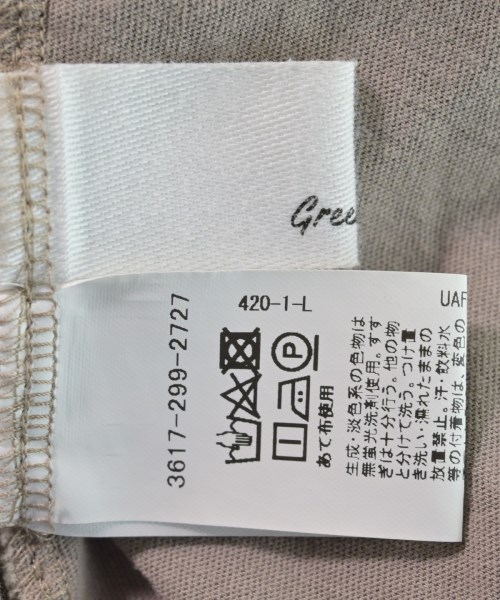 Gree
3617-299-2727
420-1-L
UAF
P
あて布使用
生成・淡色系の色物は
無蛍光洗剤使用。すす
ぎは十分行う。他の物
と分けて洗う。つけ置
き洗い・濡れたままの
放置禁止。汗・飲料水
等の付着物は、変色の